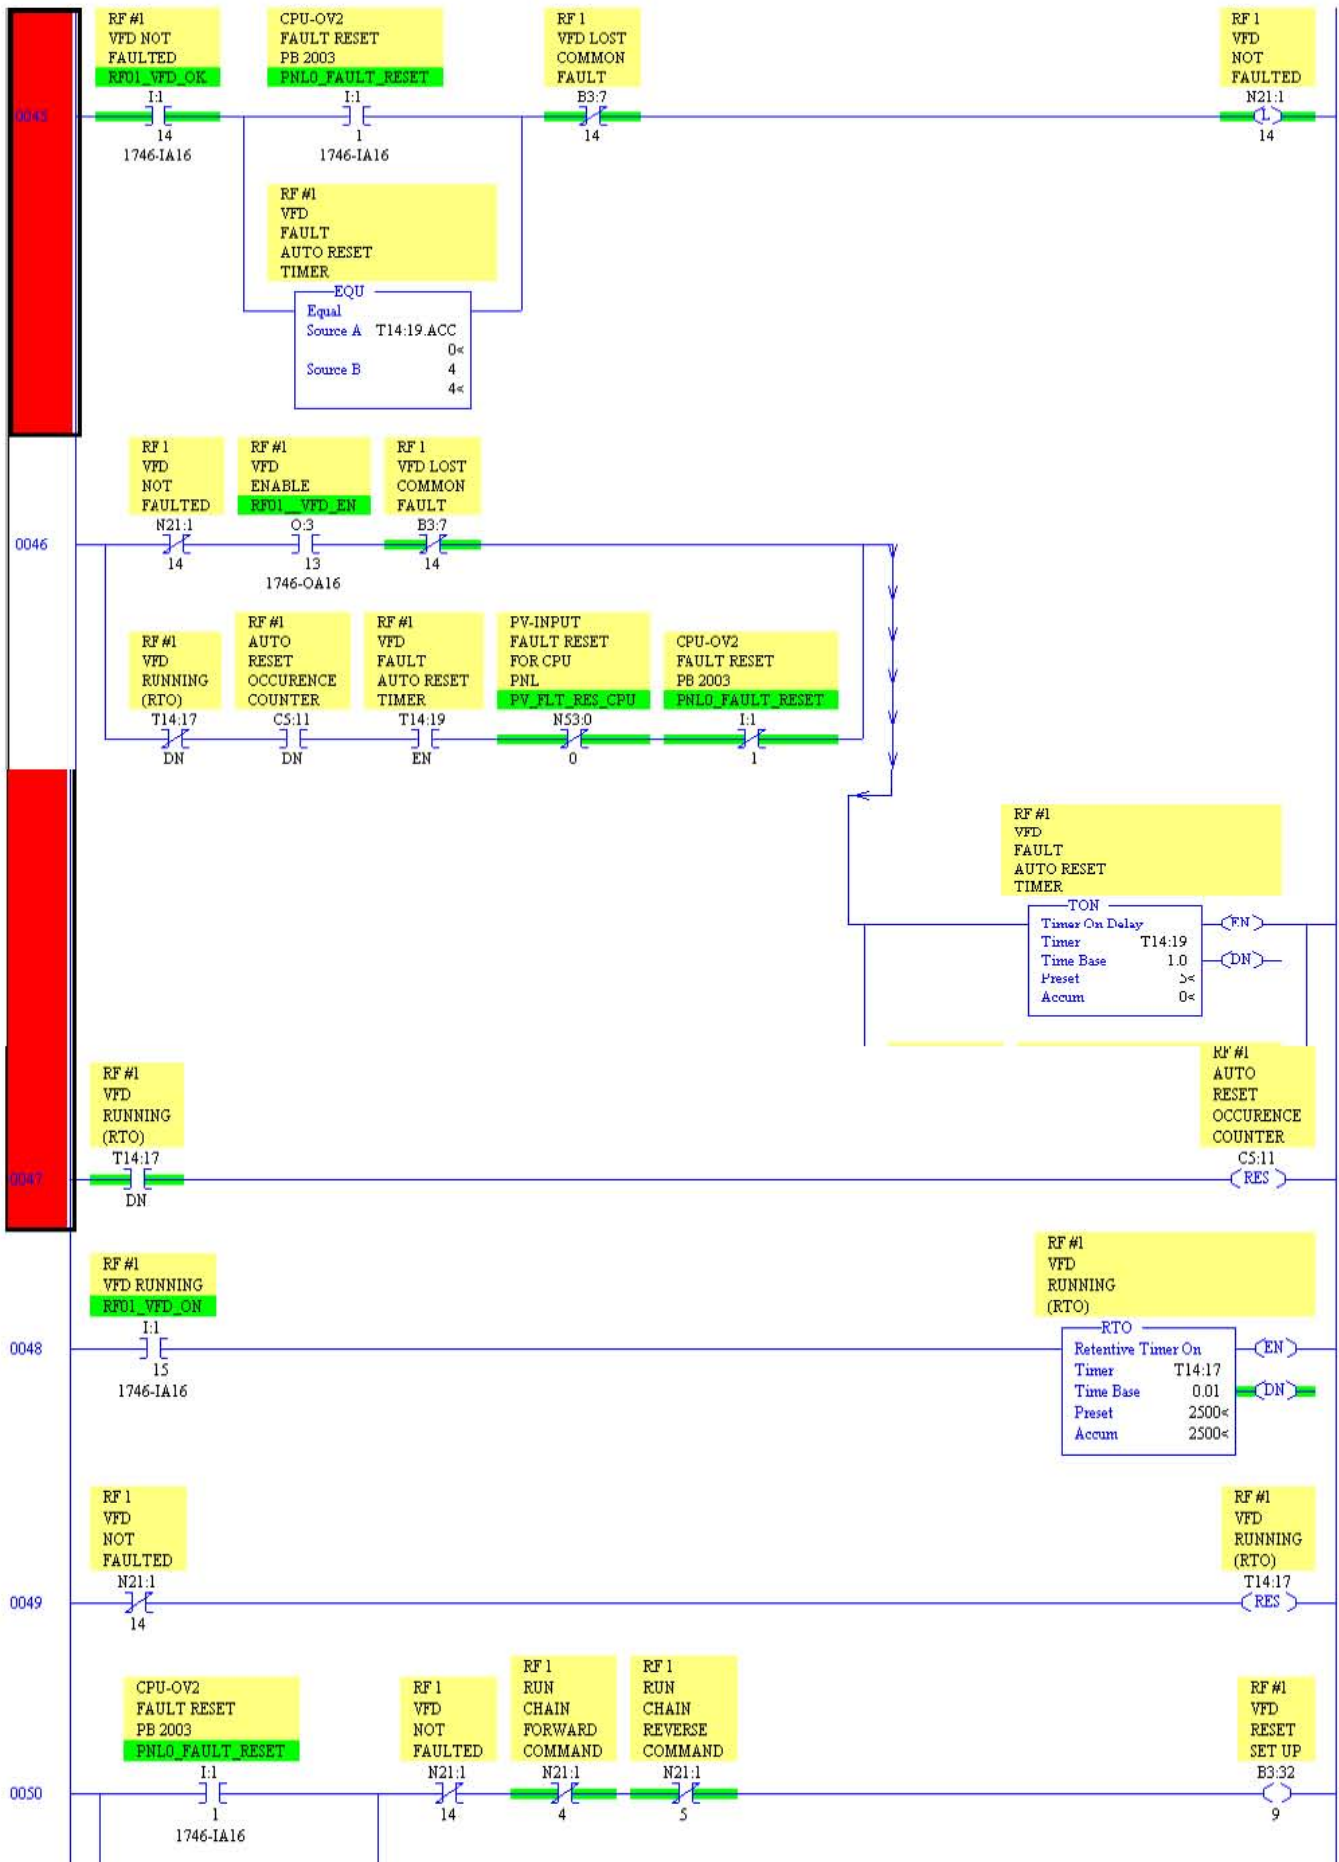 RF #1
VFD NOT
FAULTED
RF01_VFD_OK
I:1
14
1746-IA16
CPU-OV2
FAULT RESET
PB 2003
PNL0_FAULT_RESET
I:1
1
1746-IA16
RF 1
VFD LOST
COMMON
FAULT
B3:7
14
RF 1
VFD
NOT
FAULTED
N21:1
L
14
0045
RF #1
VFD
FAULT
AUTO RESET
TIMER
EQU
Equal
Source A T14:19.ACC
0<
Source B 4
4<
0046
RF 1
VFD
NOT
FAULTED
N21:1
14
RF #1
VFD
ENABLE
RF01__VFD_EN
O:3
13
1746-OA16
RF 1
VFD LOST
COMMON
FAULT
B3:7
14
RF #1
VFD
RUNNING
(RTO)
T14:17
DN
RF #1
AUTO
RESET
OCCURENCE
COUNTER
C5:11
DN
RF #1
VFD
FAULT
AUTO RESET
TIMER
T14:19
EN
PV-INPUT
FAULT RESET
FOR CPU
PNL
PV_FLT_RES_CPU
N53:0
0
CPU-OV2
FAULT RESET
PB 2003
PNL0_FAULT_RESET
I:1
1
RF #1
VFD
FAULT
AUTO RESET
TIMER
TON
Timer On Delay
Timer T14:19
Time Base 1.0
Preset 5<
Accum 0<
EN
DN
0047
RF #1
VFD
RUNNING
(RTO)
T14:17
DN
RF #1
AUTO
RESET
OCCURENCE
COUNTER
C5:11
RES
0048
RF #1
VFD RUNNING
RF01_VFD_ON
I:1
15
1746-IA16
RF #1
VFD
RUNNING
(RTO)
RTO
Retentive Timer On
Timer T14:17
Time Base 0.01
Preset 2500<
Accum 2500<
EN
DN
0049
RF 1
VFD
NOT
FAULTED
N21:1
14
RF #1
VFD
RUNNING
(RTO)
T14:17
RES
0050
CPU-OV2
FAULT RESET
PB 2003
PNL0_FAULT_RESET
I:1
1
1746-IA16
RF 1
VFD
NOT
FAULTED
N21:1
14
RF 1
RUN
CHAIN
FORWARD
COMMAND
N21:1
4
RF 1
RUN
CHAIN
REVERSE
COMMAND
N21:1
5
RF #1
VFD
RESET
SET UP
B3:32
9